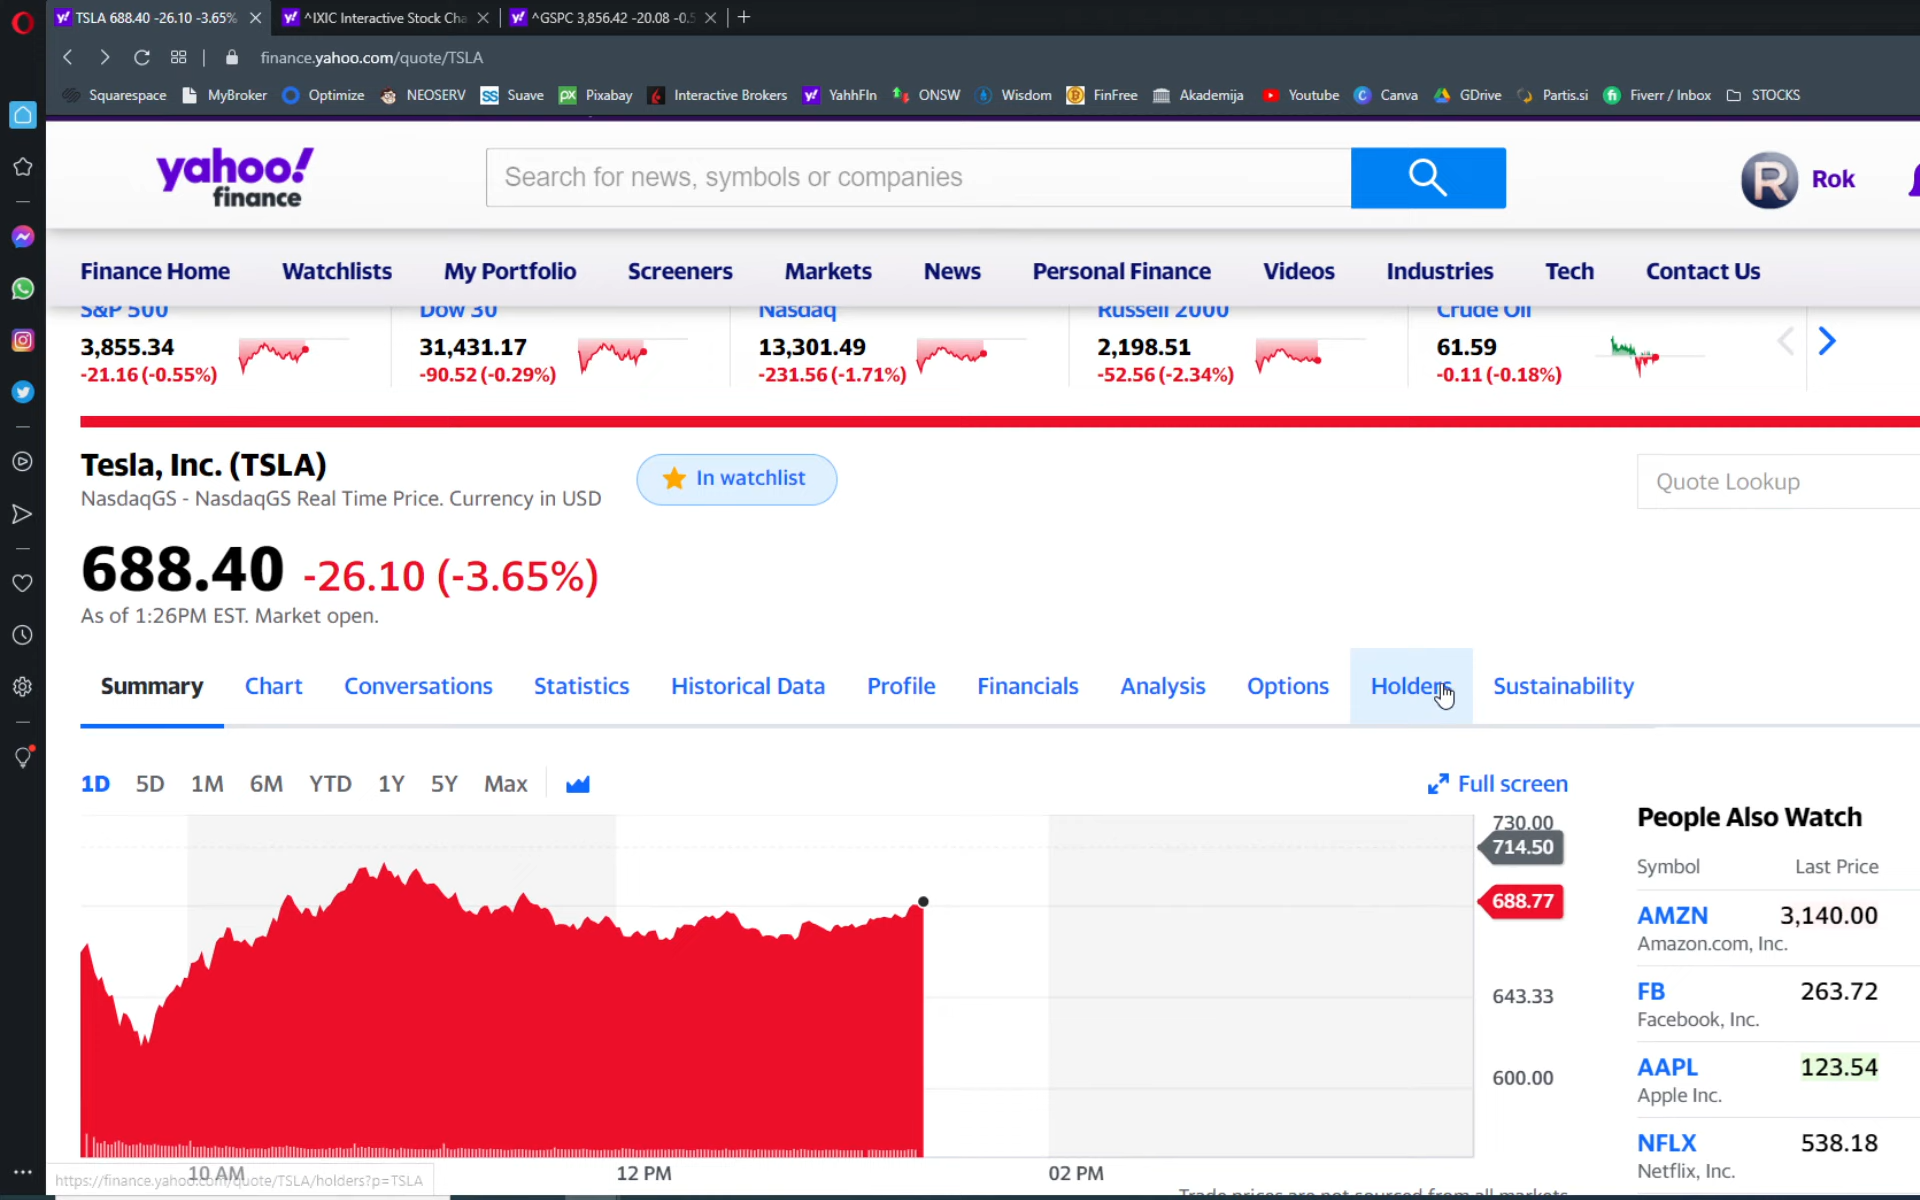 TSLA 688.40 -26.10 -3.65%
^IXIC Interactive Stock Cha
^GSPC 3,856.42 -20.08 -0.5
finance.yahoo.com/quote/TSLA
Squarespace MyBroker Optimize NEOSERV Suave Pixabay Interactive Brokers YahhFIn ONSW Wisdom FinFree Akademija Youtube Canva GDrive Partis.si Fiverr / Inbox STOCKS
yahoo!
finance
Search for news, symbols or companies
R Rok
Finance Home Watchlists My Portfolio Screeners Markets News Personal Finance Videos Industries Tech Contact Us
S&P 500 Dow 30 Nasdaq Russell 2000 Crude Oil
3,855.34 31,431.17 13,301.49 2,198.51 61.59
-21.16 (-0.55%) -90.52 (-0.29%) -231.56 (-1.71%) -52.56 (-2.34%) -0.11 (-0.18%)
Tesla, Inc. (TSLA)
In watchlist
NasdaqGS - NasdaqGS Real Time Price. Currency in USD
Quote Lookup
688.40 -26.10 (-3.65%)
As of 1:26PM EST. Market open.
Summary Chart Conversations Statistics Historical Data Profile Financials Analysis Options Holders Sustainability
1D 5D 1M 6M YTD 1Y 5Y Max
Full screen
730.00
714.50
688.77
643.33
600.00
10 AM 12 PM 02 PM
People Also Watch
Symbol Last Price
AMZN 3,140.00
Amazon.com, Inc.
FB 263.72
Facebook, Inc.
AAPL 123.54
Apple Inc.
NFLX 538.18
Netflix, Inc.
https://finance.yahoo.com/quote/TSLA/holders?p=TSLA
Trade prices are not sourced from all markets